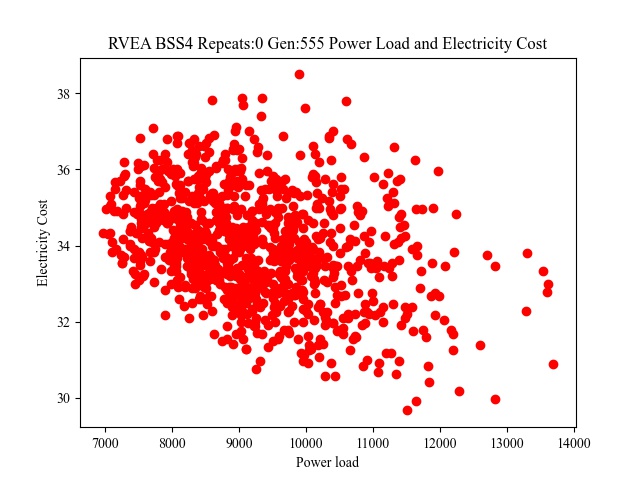 RVEA BSS4 Repeats:0 Gen:555 Power Load and Electricity Cost
38
36
34
32
30
Electricity Cost
7000 8000 9000 10000 11000 12000 13000 14000
Power load